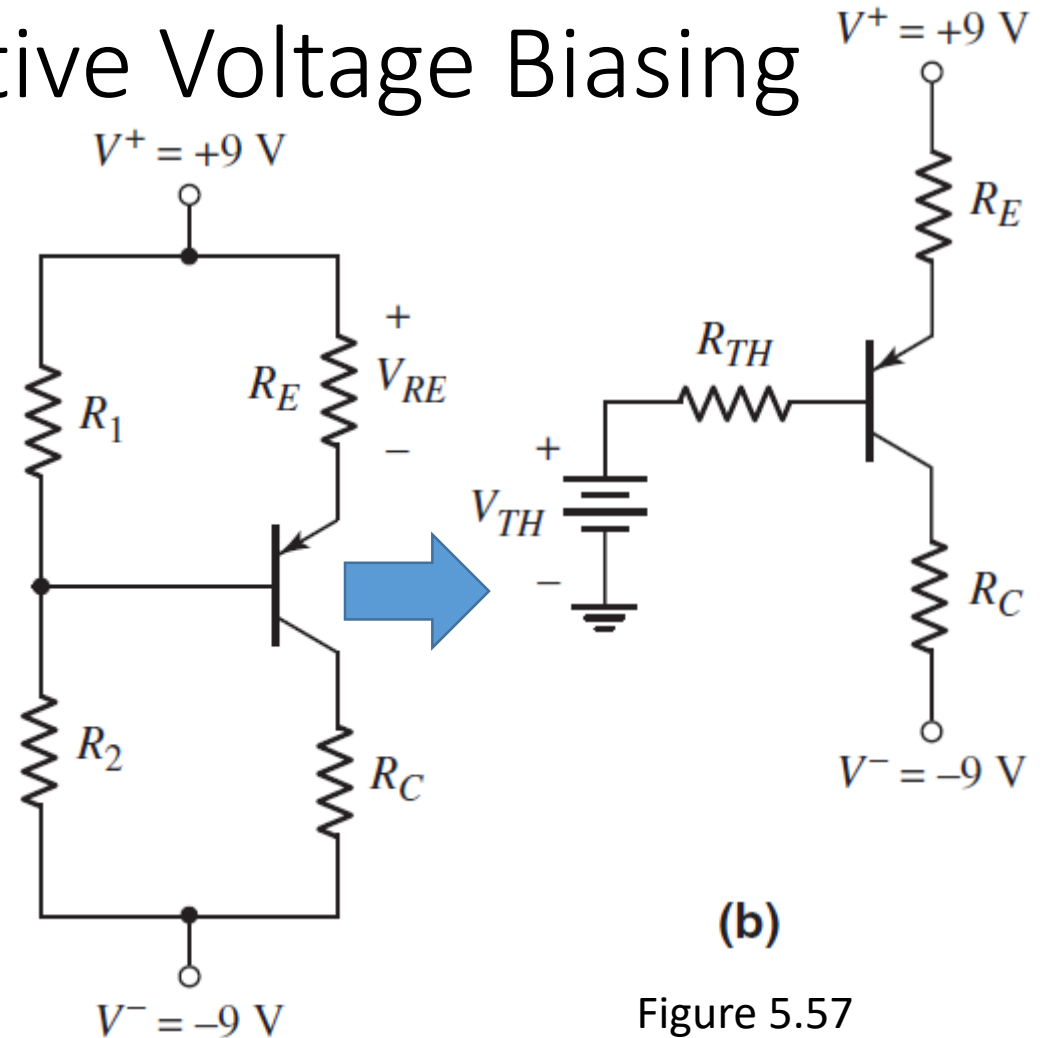 tive Voltage Biasing
V⁺ = +9 V
V⁺ = +9 V
R_E
R_1
R_E
+
V_RE
−
R_TH
+
V_TH
−
R_2
R_C
R_C
V⁻ = –9 V
(b)
V⁻ = –9 V
Figure 5.57